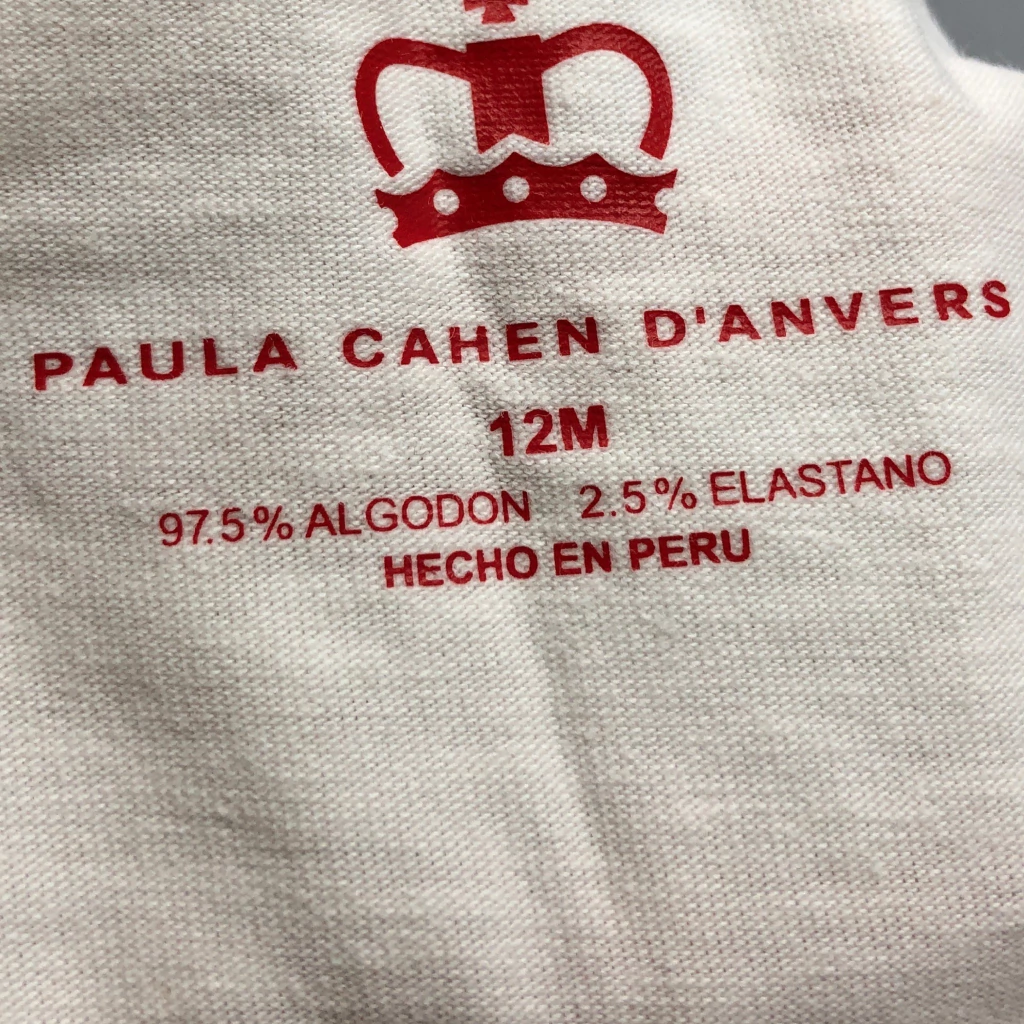 PAULA CAHEN D'ANVERS
12M
97.5% ALGODON 2.5% ELASTANO
HECHO EN PERU